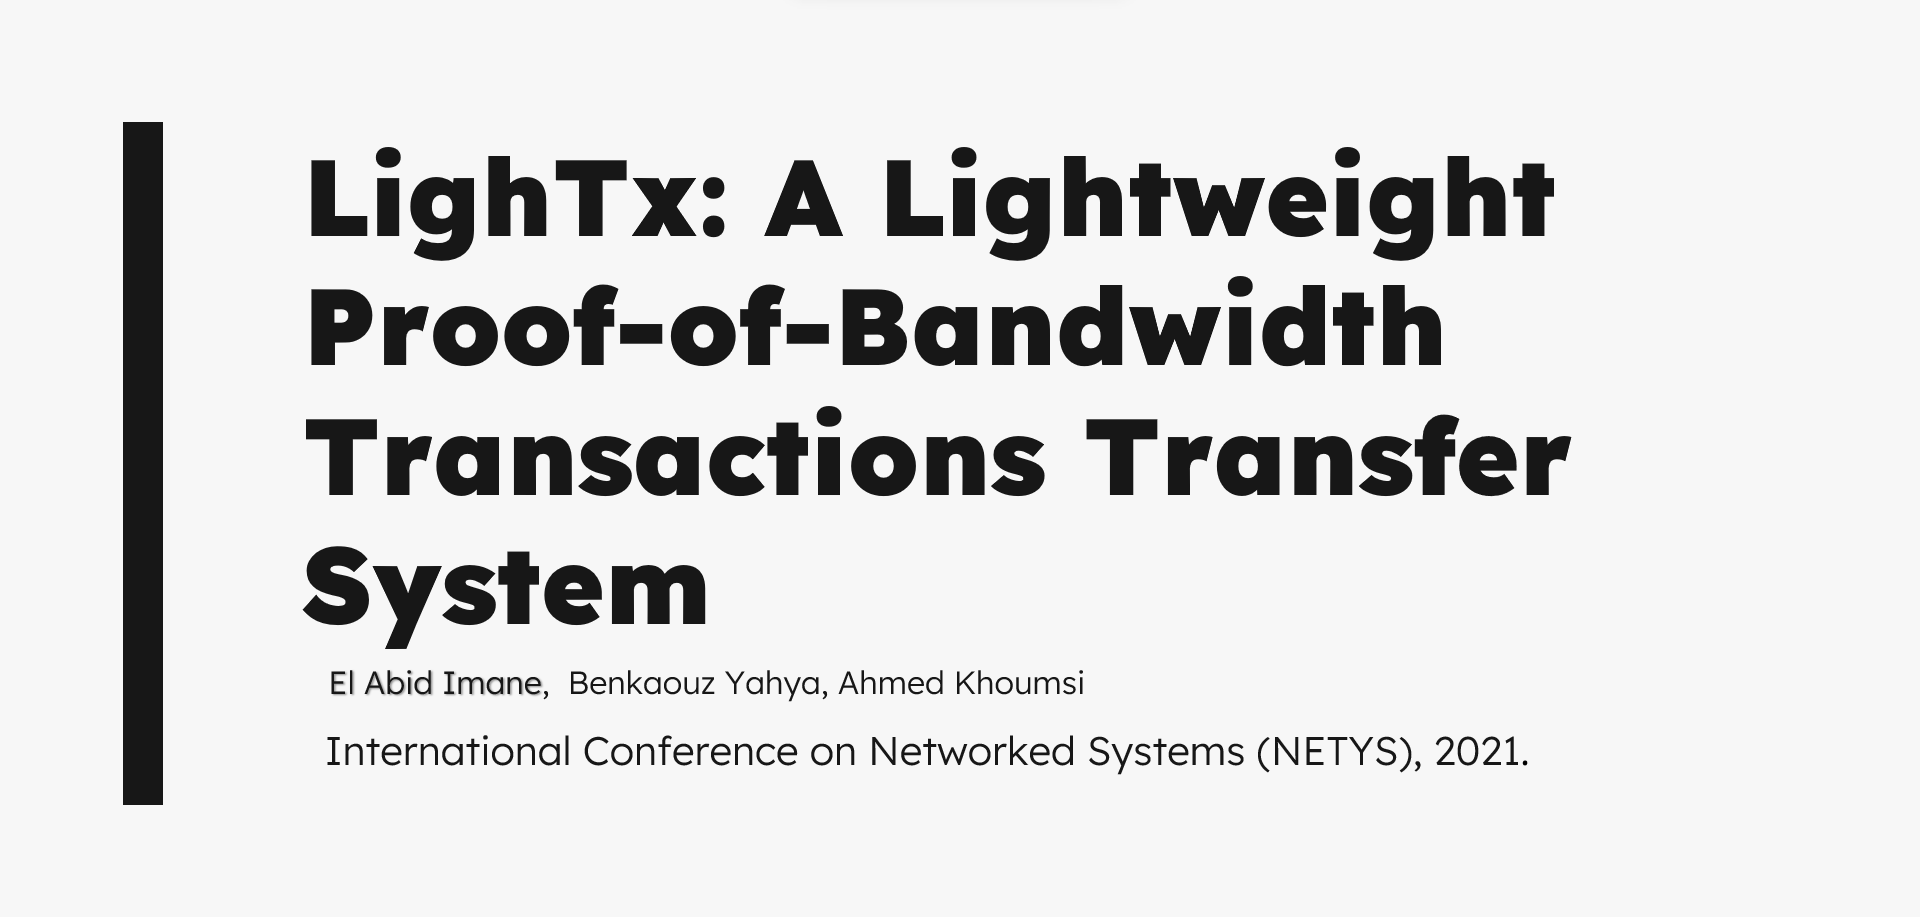 LighTx: A Lightweight
Proof-of-Bandwidth
Transactions Transfer
System
El Abid Imane, Benkaouz Yahya, Ahmed Khoumsi
International Conference on Networked Systems (NETYS), 2021.